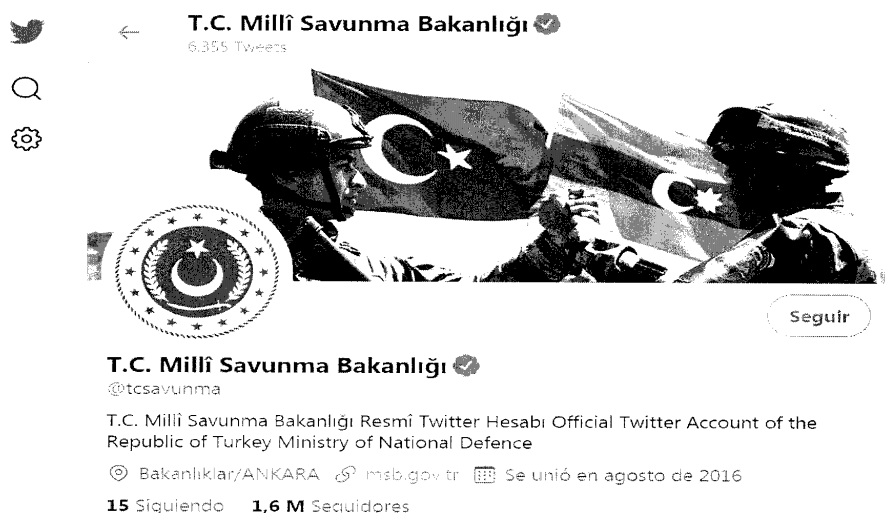 T.C. Millî Savunma Bakanlığı
6.355 Tweets
Seguir
T.C. Millî Savunma Bakanlığı
@tcsavunma
T.C. Millî Savunma Bakanlığı Resmî Twitter Hesabı Official Twitter Account of the
Republic of Turkey Ministry of National Defence
Bakanlıklar/ANKARA msb.gov.tr Se unió en agosto de 2016
15 Siguiendo 1,6 M Seguidores